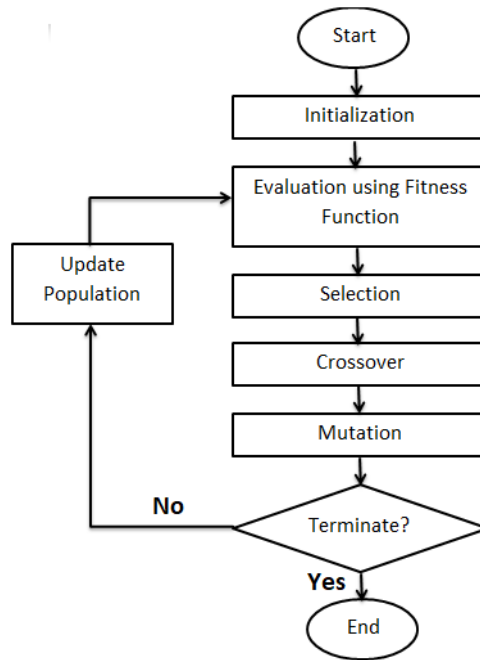 Start
Initialization
Evaluation using Fitness
Function
Update
Population
Selection
Crossover
Mutation
No
Terminate?
Yes
End